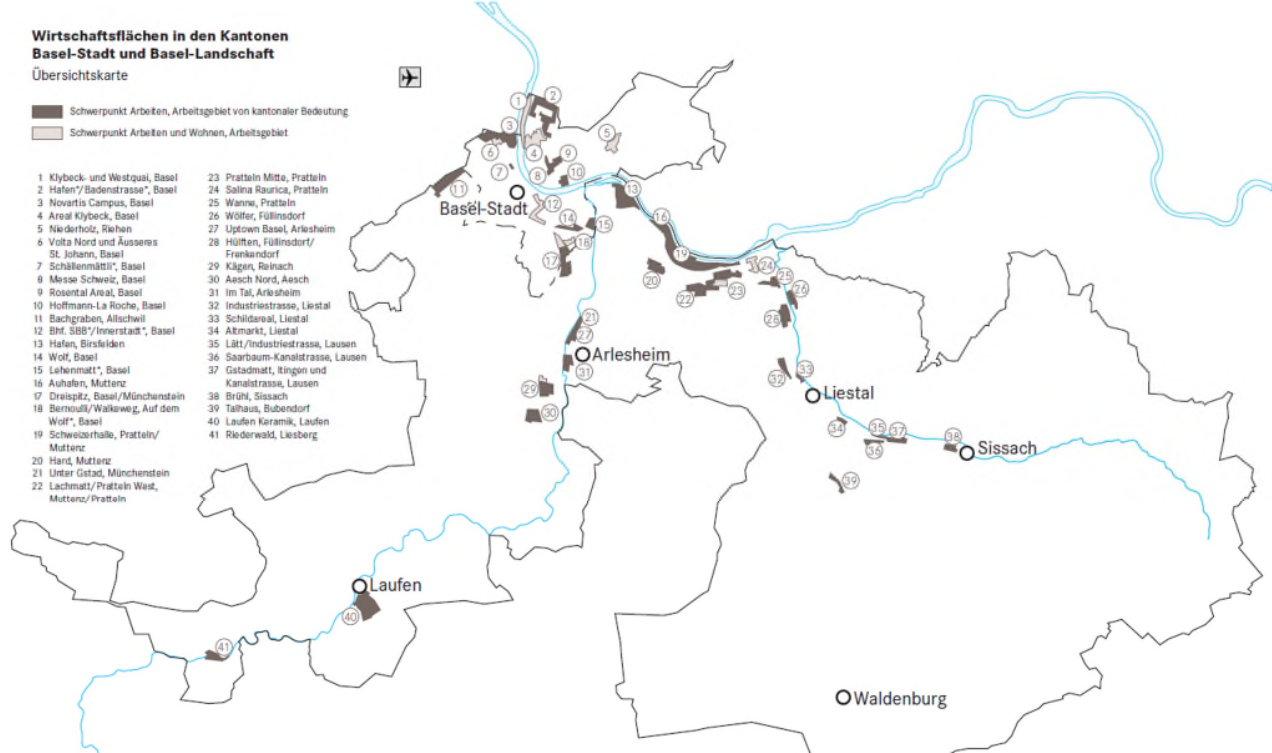 Wirtschaftsflächen in den Kantonen
Basel-Stadt und Basel-Landschaft
Übersichtskarte
Schwerpunkt Arbeiten, Arbeitsgebiet von kantonaler Bedeutung
Schwerpunkt Arbeiten und Wohnen, Arbeitsgebiet
1 Klybeck- und Westquai, Basel
2 Hafen*/Badenstrasse*, Basel
3 Novartis Campus, Basel
4 Areal Klybeck, Basel
5 Niederholz, Riehen
6 Volta Nord und Äusseres
St. Johann, Basel
7 Schällenmättli*, Basel
8 Messe Schweiz, Basel
9 Rosental Areal, Basel
10 Hoffmann-La Roche, Basel
11 Bachgraben, Allschwil
12 Bhf. SBB*/Innerstadt*, Basel
13 Hafen, Birsfelden
14 Wolf, Basel
15 Lehenmatt*, Basel
16 Auhafen, Muttenz
17 Dreispitz, Basel/Münchenstein
18 Bernoulli/Walkeweg, Auf dem
Wolf*, Basel
19 Schweizerhalle, Pratteln/
Muttenz
20 Hard, Muttenz
21 Unter Gstad, Münchenstein
22 Lachmatt/Pratteln West,
Muttenz/Pratteln
23 Pratteln Mitte, Pratteln
24 Salina Raurica, Pratteln
25 Wanne, Pratteln
26 Wölfer, Füllinsdorf
27 Uptown Basel, Arlesheim
28 Hülften, Füllinsdorf/
Frenkendorf
29 Kägen, Reinach
30 Aesch Nord, Aesch
31 Im Tal, Arlesheim
32 Industriestrasse, Liestal
33 Schildareal, Liestal
34 Altmarkt, Liestal
35 Lätt/Industriestrasse, Lausen
36 Saarbaum-Kanalstrasse, Lausen
37 Gstadmatt, Itingen und
Kanalstrasse, Lausen
38 Brühl, Sissach
39 Talhaus, Bubendorf
40 Laufen Keramik, Laufen
41 Riederwald, Liesberg
1
2
3
4
5
6
7
8
9
10
11
Basel-Stadt
12
13
14
15
16
17
18
19
20
22
23
24
25
26
28
21
27
Arlesheim
31
29
30
32
33
Liestal
34
35
37
36
38
Sissach
39
Laufen
40
41
Waldenburg